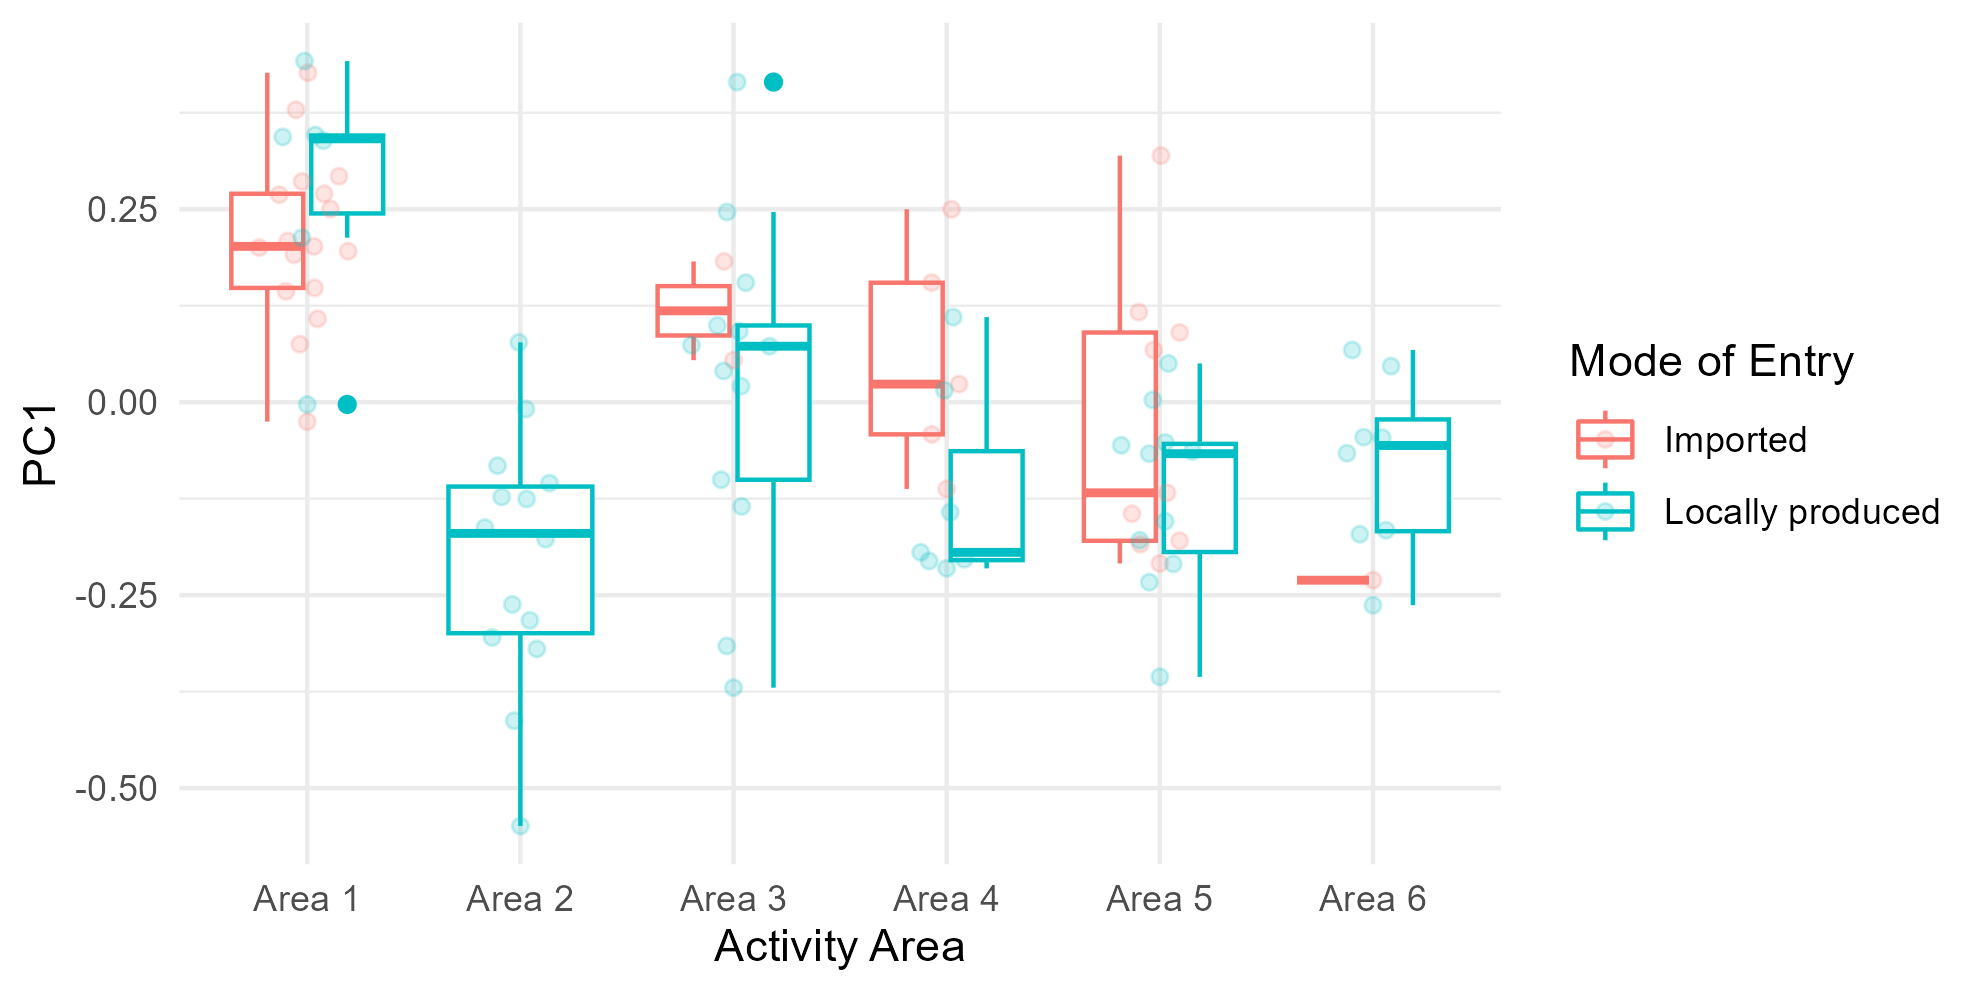 0.25
0.00
-0.25
-0.50
PC1
Area 1 Area 2 Area 3 Area 4 Area 5 Area 6
Activity Area
Mode of Entry
Imported
Locally produced